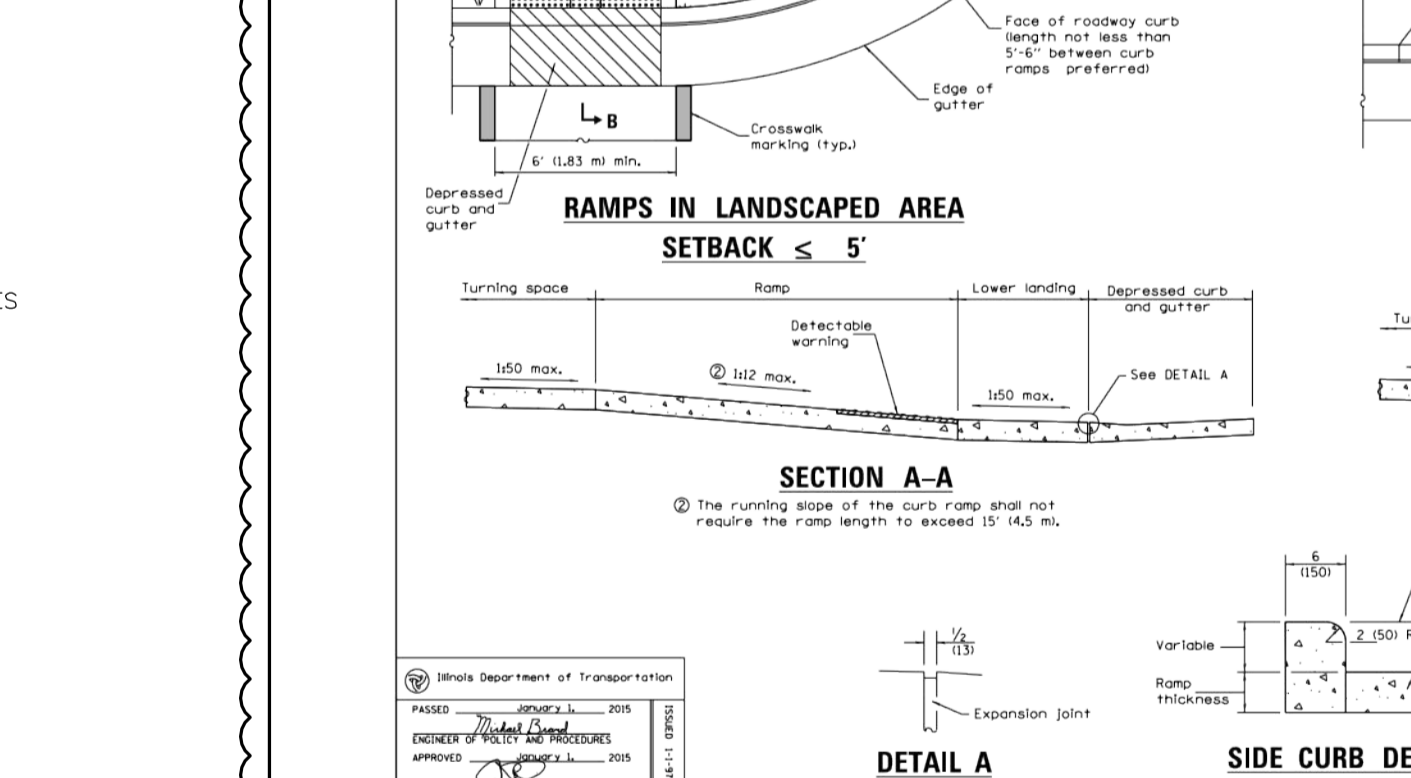 Face of roadway curb
(length not less than
5'-6" between curb
ramps preferred)
Edge of
gutter
B
Crosswalk
marking (typ.)
6' (1.83 m) min.
Depressed
curb and
gutter
RAMPS IN LANDSCAPED AREA
SETBACK ≤ 5'
Turning space
Ramp
Lower landing
Depressed curb
and gutter
Detectable
warning
1:50 max.
② 1:12 max.
1:50 max.
See DETAIL A
SECTION A–A
② The running slope of the curb ramp shall not
require the ramp length to exceed 15' (4.5 m).
6
(150)
1/2
(13)
Variable
2 (50) R
Ramp
thickness
Expansion joint
DETAIL A
SIDE CURB DE
Illinois Department of Transportation
PASSED January 1, 2015
ENGINEER OF POLICY AND PROCEDURES
APPROVED January 1, 2015
ISSUED 1-1-97